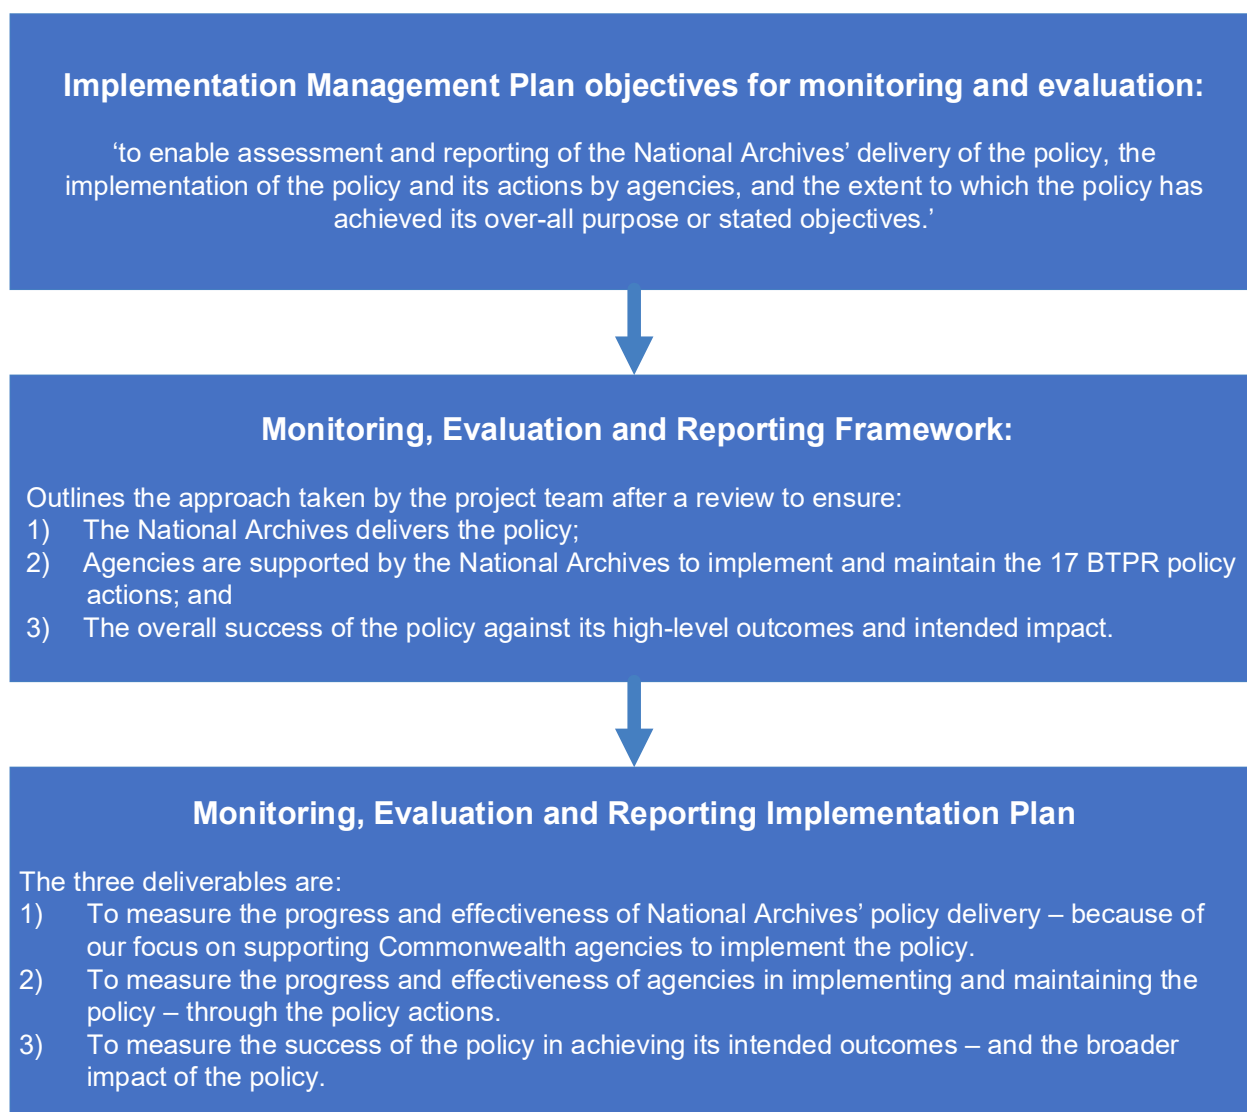 Implementation Management Plan objectives for monitoring and evaluation:
‘to enable assessment and reporting of the National Archives’ delivery of the policy, the
implementation of the policy and its actions by agencies, and the extent to which the policy has
achieved its over-all purpose or stated objectives.’
Monitoring, Evaluation and Reporting Framework:
Outlines the approach taken by the project team after a review to ensure:
1) The National Archives delivers the policy;
2) Agencies are supported by the National Archives to implement and maintain the 17 BTPR policy
actions; and
3) The overall success of the policy against its high-level outcomes and intended impact.
Monitoring, Evaluation and Reporting Implementation Plan
The three deliverables are:
1) To measure the progress and effectiveness of National Archives’ policy delivery – because of
our focus on supporting Commonwealth agencies to implement the policy.
2) To measure the progress and effectiveness of agencies in implementing and maintaining the
policy – through the policy actions.
3) To measure the success of the policy in achieving its intended outcomes – and the broader
impact of the policy.